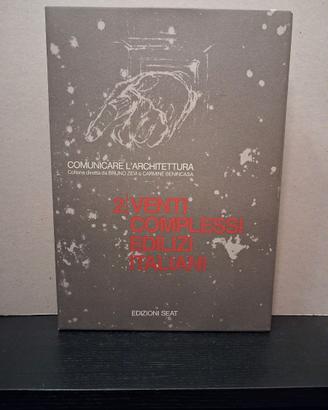 COMUNICARE L'ARCHITETTURA
Collana diretta da BRUNO ZEVI e CARMINE BENINCASA
2/VENTI
COMPLESSI
EDILIZI
ITALIANI
EDIZIONI SEAT